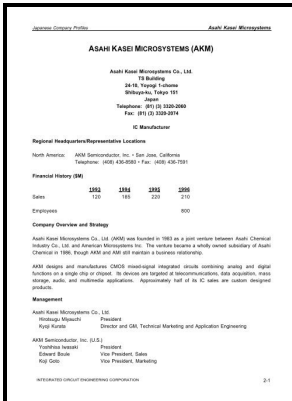 Japanese Company Profiles Asahi Kasei Microsystems
ASAHI KASEI MICROSYSTEMS (AKM)
Asahi Kasei Microsystems Co., Ltd.
TS Building
24-10, Yoyogi 1-chome
Shibuya-ku, Tokyo 151
Japan
Telephone: (81) (3) 3320-2060
Fax: (81) (3) 3320-2074
IC Manufacturer
Regional Headquarters/Representative Locations
North America: AKM Semiconductor, Inc. • San Jose, California
Telephone: (408) 436-8580 • Fax: (408) 436-7591
Financial History ($M)
1993 1994 1995 1996
Sales 120 185 220 210
Employees 800
Company Overview and Strategy
Asahi Kasei Microsystems Co., Ltd. (AKM) was founded in 1983 as a joint venture between Asahi Chemical
Industry Co., Ltd. and American Microsystems Inc. The venture became a wholly owned subsidiary of Asahi
Chemical in 1986, though AKM and AMI still maintain a business relationship.
AKM designs and manufactures CMOS mixed-signal integrated circuits combining analog and digital
functions on a single chip or chipset. The devices are targeted at telecommunications, data acquisition, mass
storage, audio, and multimedia applications. Approximately half of its IC sales are custom designed
products.
Management
Asahi Kasei Microsystems Co., Ltd.
Hirotsugu Miyauchi President
Kyoji Kurata Director and GM, Technical Marketing and Application Engineering
AKM Semiconductor, Inc. (U.S.)
Yoshihisa Iwasaki President
Edward Boule Vice President, Sales
Koji Goto Vice President, Marketing
INTEGRATED CIRCUIT ENGINEERING CORPORATION 2-1